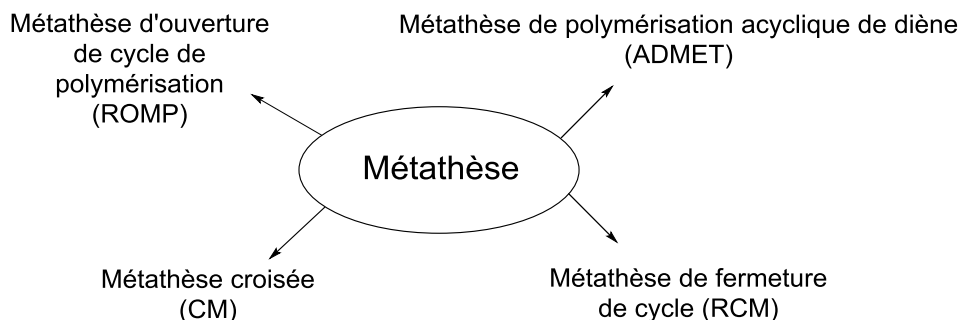 Métathèse d'ouverture
de cycle de
polymérisation
(ROMP)
Métathèse de polymérisation acyclique de diène
(ADMET)
Métathèse
Métathèse croisée
(CM)
Métathèse de fermeture
de cycle (RCM)